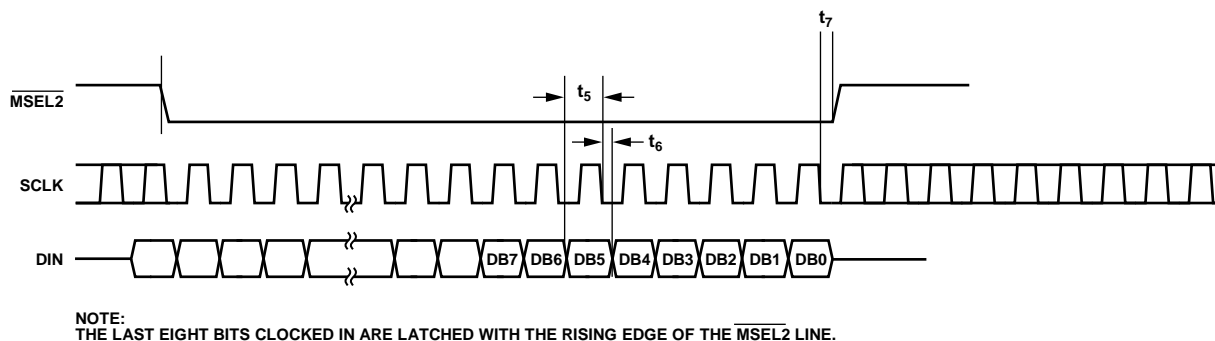 t7
MSEL2
t5
t6
SCLK
DIN
DB7 DB6 DB5 DB4 DB3 DB2 DB1 DB0
NOTE:
THE LAST EIGHT BITS CLOCKED IN ARE LATCHED WITH THE RISING EDGE OF THE MSEL2 LINE.